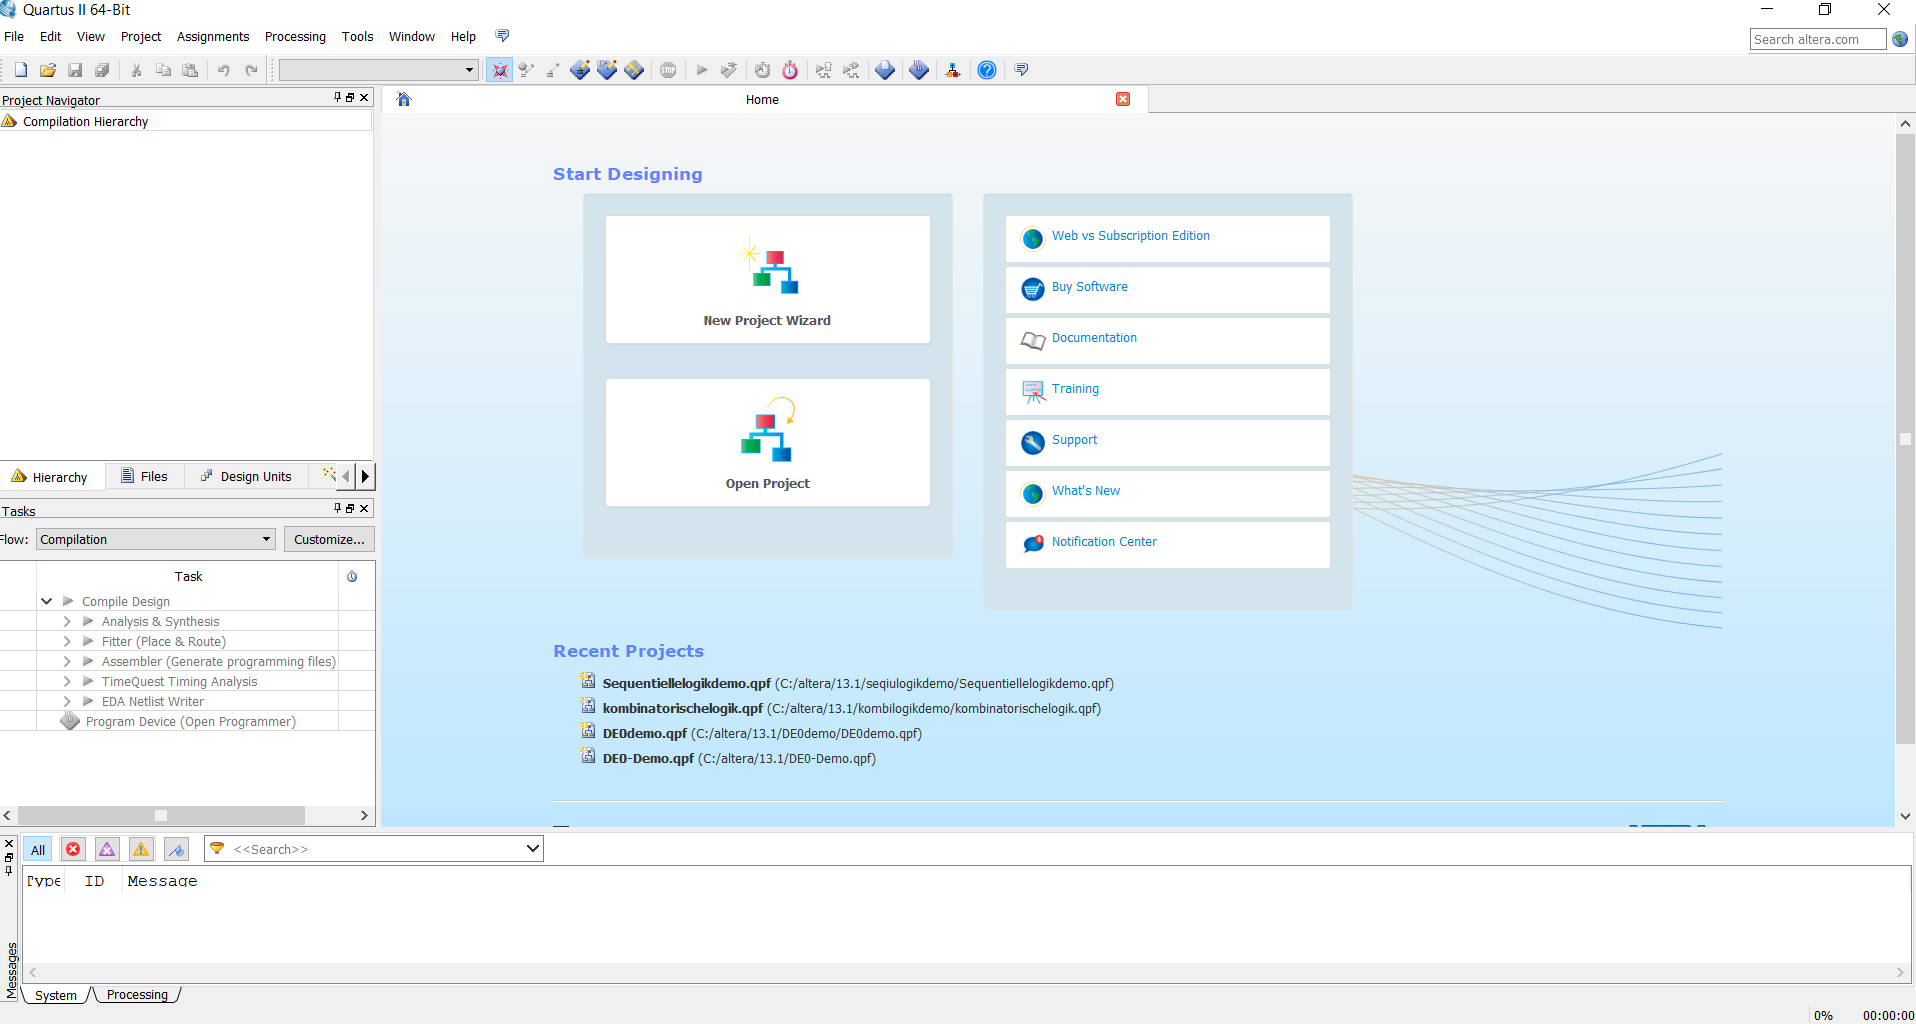 Quartus II 64-Bit
File Edit View Project Assignments Processing Tools Window Help
Search altera.com
STOP
Project Navigator
Compilation Hierarchy
Hierarchy Files Design Units
Tasks
Flow: Compilation Customize...
Task
Compile Design
Analysis & Synthesis
Fitter (Place & Route)
Assembler (Generate programming files)
TimeQuest Timing Analysis
EDA Netlist Writer
Program Device (Open Programmer)
Home
Start Designing
New Project Wizard
Open Project
Web vs Subscription Edition
Buy Software
Documentation
Training
Support
What's New
Notification Center
Recent Projects
Sequentiellelogikdemo.qpf (C:/altera/13.1/seqiulogikdemo/Sequentiellelogikdemo.qpf)
kombinatorischelogik.qpf (C:/altera/13.1/kombilogikdemo/kombinatorischelogik.qpf)
DE0demo.qpf (C:/altera/13.1/DE0demo/DE0demo.qpf)
DE0-Demo.qpf (C:/altera/13.1/DE0-Demo.qpf)
All <<Search>>
Type ID Message
Messages
System Processing
0% 00:00:00